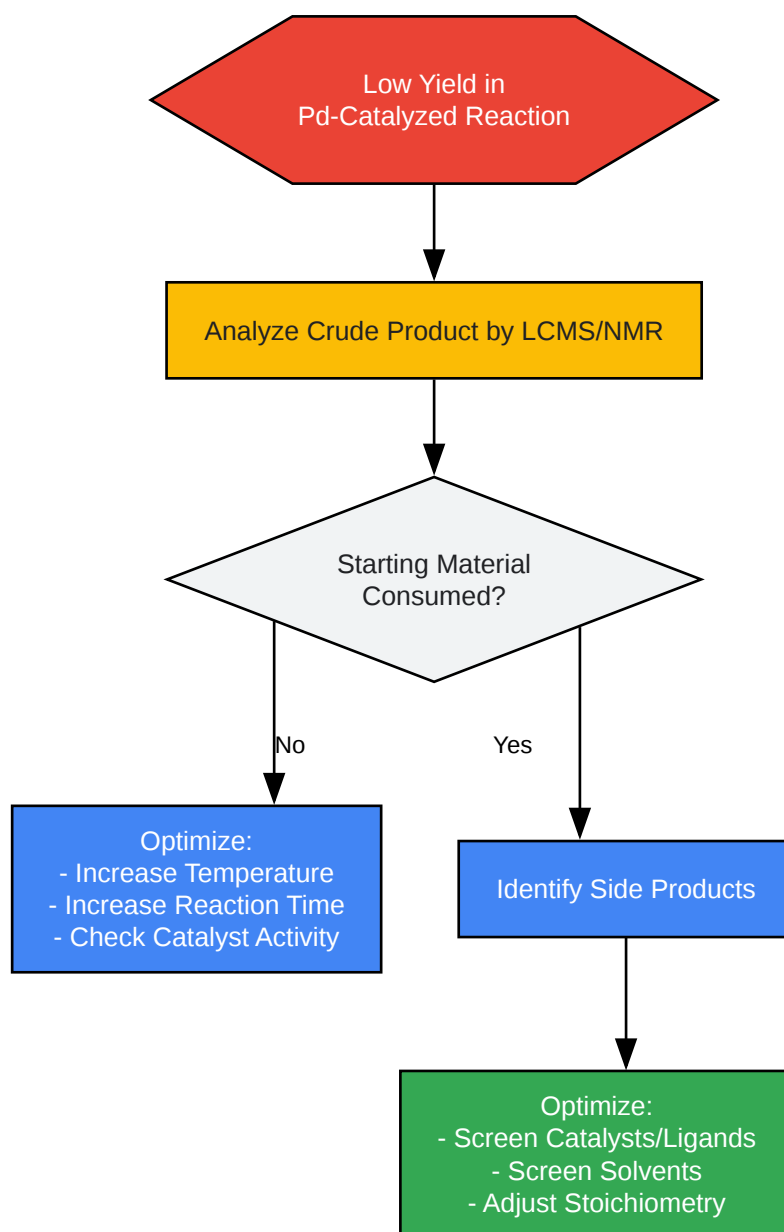 Low Yield in
Pd-Catalyzed Reaction
Analyze Crude Product by LCMS/NMR
Starting Material
Consumed?
No
Yes
Optimize:
- Increase Temperature
- Increase Reaction Time
- Check Catalyst Activity
Identify Side Products
Optimize:
- Screen Catalysts/Ligands
- Screen Solvents
- Adjust Stoichiometry